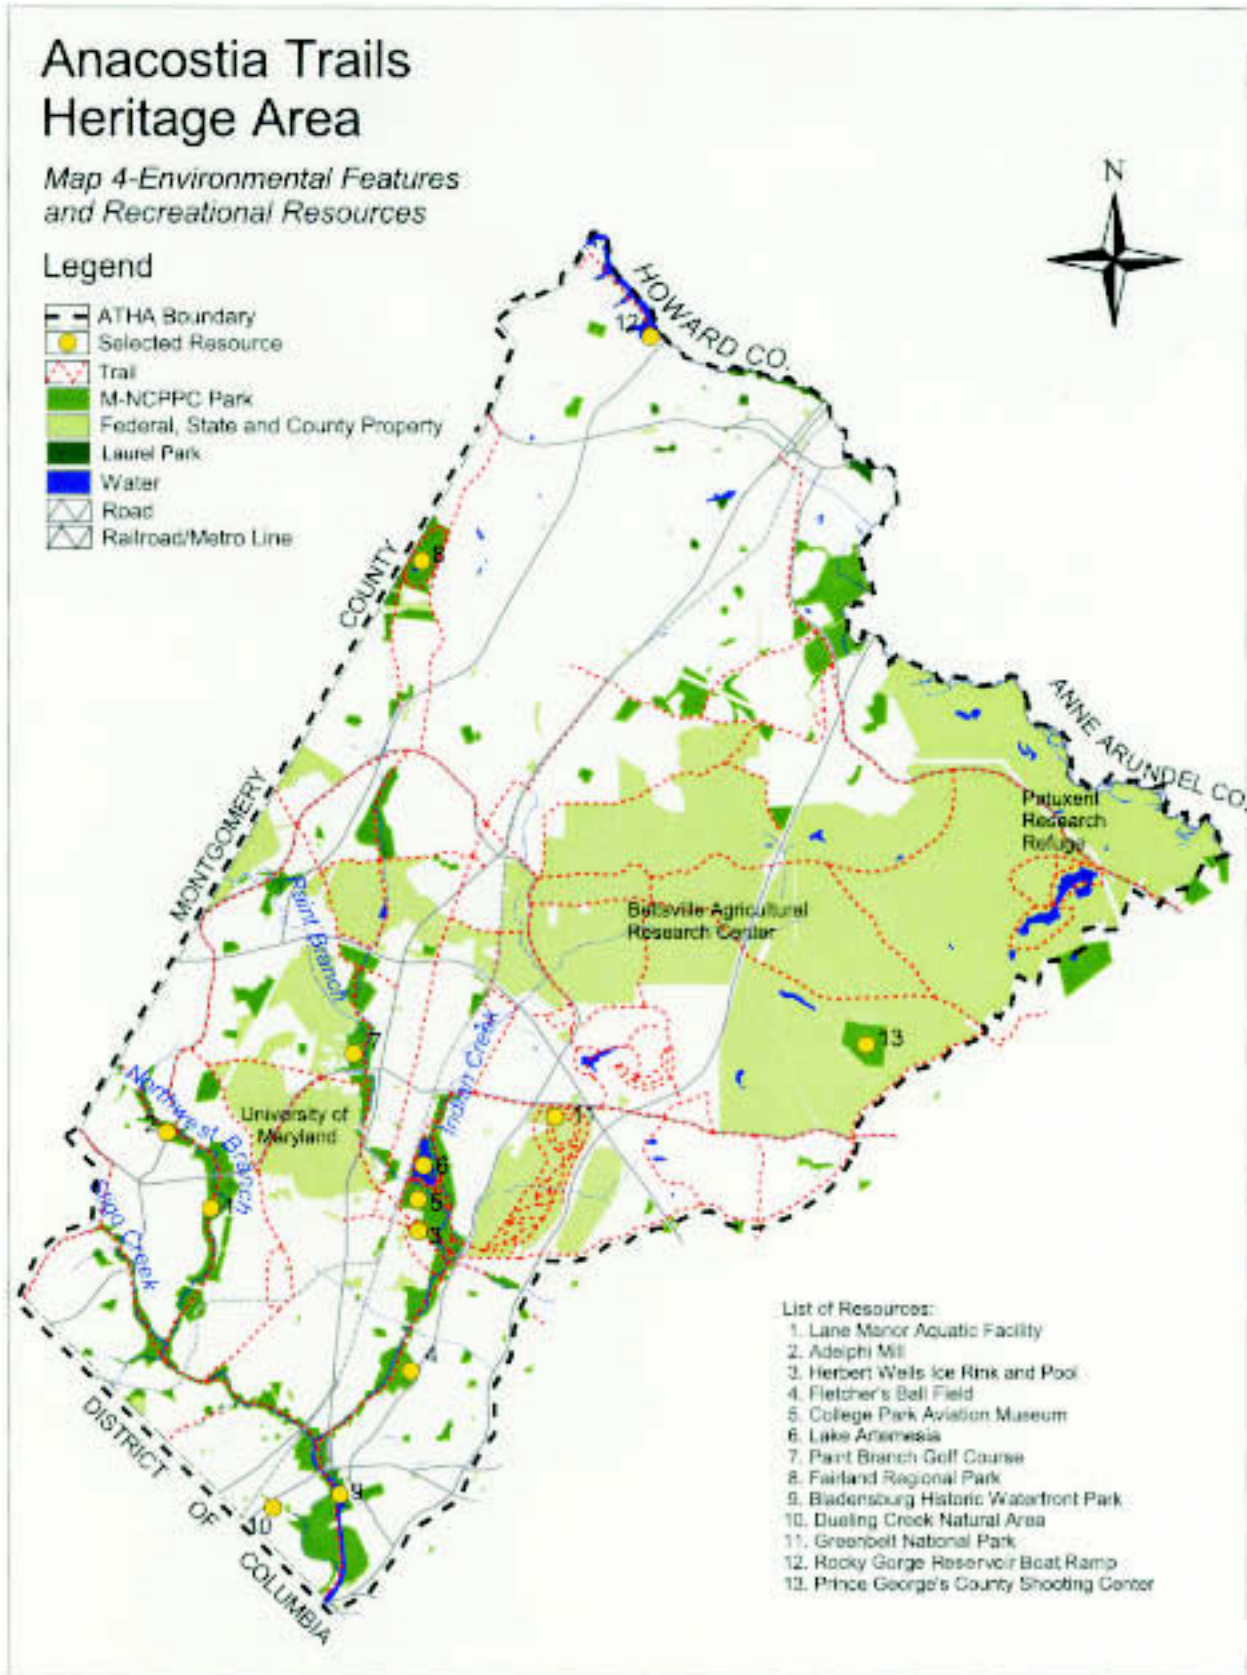 Anacostia Trails
Heritage Area
Map 4-Environmental Features
and Recreational Resources
Legend
ATHA Boundary
Selected Resource
Trail
M-NCPPC Park
Federal, State and County Property
Laurel Park
Water
Road
Railroad/Metro Line
N
HOWARD CO.
12
8
COUNTY
MONTGOMERY
ANNE ARUNDEL CO.
Patuxent
Research
Refuge
Beltsville Agricultural
Research Center
Paint Branch
Indian Creek
7
13
11
University of
Maryland
Northwest Branch
2
1
Sligo Creek
6
5
3
4
9
10
DISTRICT
OF
COLUMBIA
List of Resources:
1. Lane Manor Aquatic Facility
2. Adelphi Mill
3. Herbert Wells Ice Rink and Pool
4. Fletcher's Ball Field
5. College Park Aviation Museum
6. Lake Artemesia
7. Paint Branch Golf Course
8. Fairland Regional Park
9. Bladensburg Historic Waterfront Park
10. Dueling Creek Natural Area
11. Greenbelt National Park
12. Rocky Gorge Reservoir Boat Ramp
13. Prince George's County Shooting Center